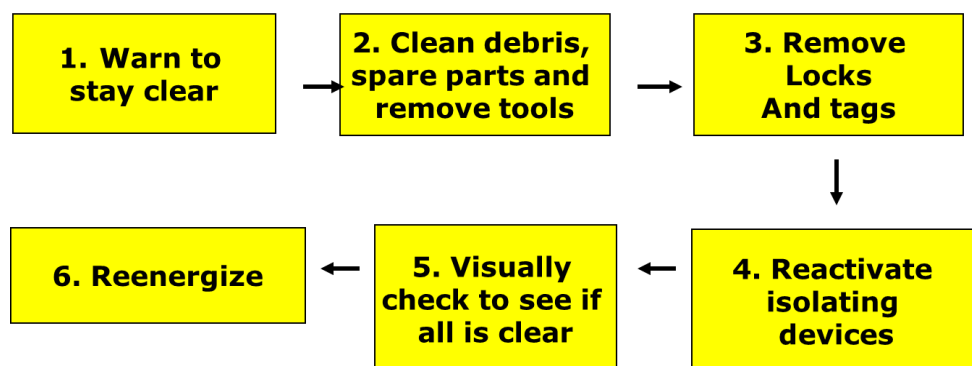 1. Warn to
stay clear
2. Clean debris,
spare parts and
remove tools
3. Remove
Locks
And tags
4. Reactivate
isolating
devices
5. Visually
check to see if
all is clear
6. Reenergize